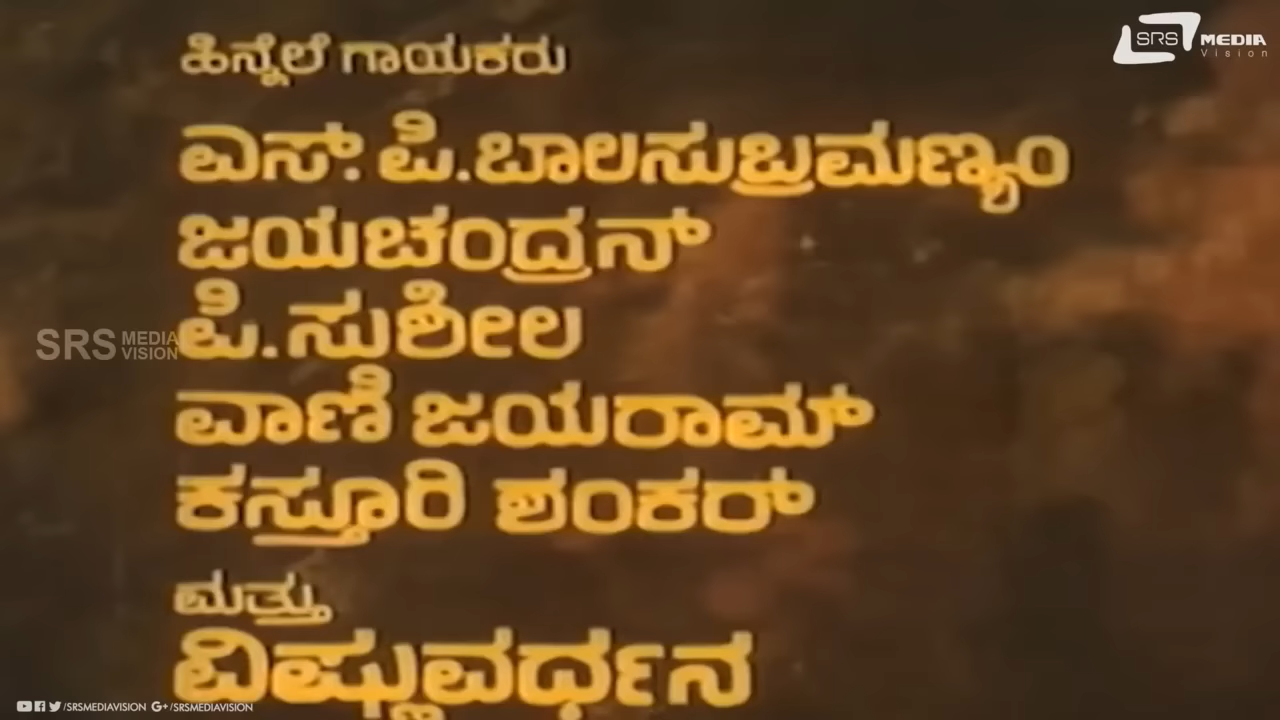 ಹಿನ್ನೆಲೆ ಗಾಯಕರು
SRS MEDIA
Vision
ಎಸ್. ಪಿ. ಬಾಲಸುಬ್ರಮಣ್ಯಂ
ಜಯಚಂದ್ರನ್
ಪಿ. ಸುಶೀಲ
SRS MEDIA VISION
ವಾಣಿ ಜಯರಾಮ್
ಕಸ್ತೂರಿ ಶಂಕರ್
ಮತ್ತು
ವಿಷ್ಣುವರ್ಧನ
/SRSMEDIAVISION G+/SRSMEDIAVISION